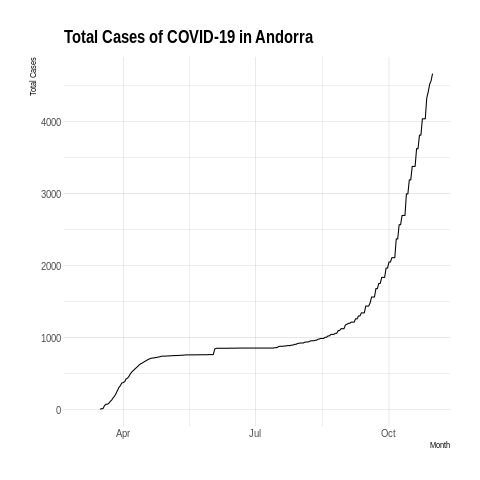 Total Cases of COVID-19 in Andorra
Total Cases
4000
3000
2000
1000
0
Apr
Jul
Oct
Month